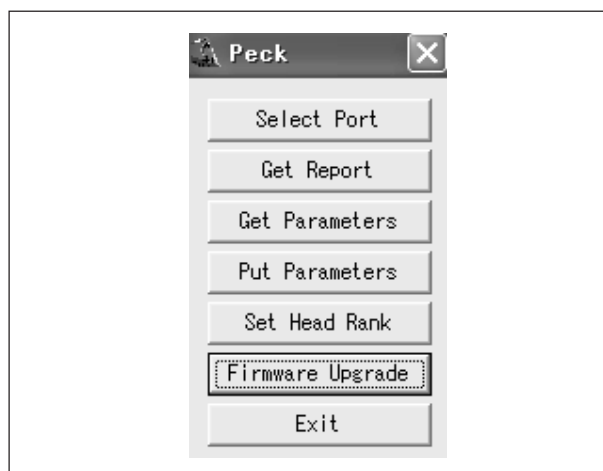 Peck
Select Port
Get Report
Get Parameters
Put Parameters
Set Head Rank
Firmware Upgrade
Exit